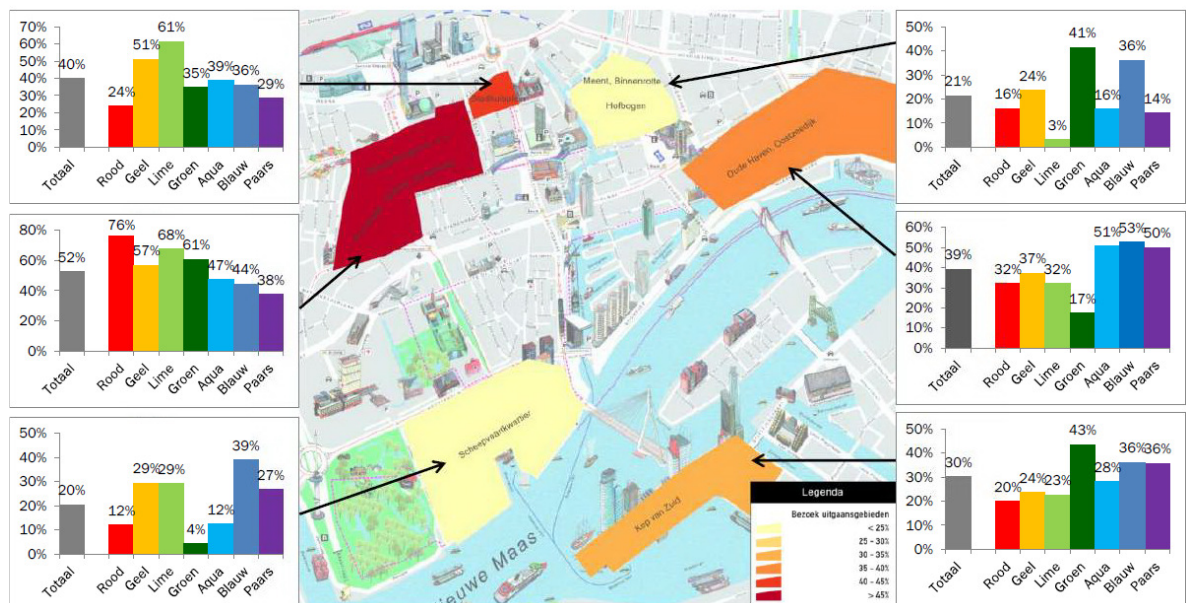 70%
60%
50%
40%
30%
20%
10%
0%
40%
24%
51%
61%
35%
39%
36%
29%
Totaal
Rood
Geel
Lime
Groen
Aqua
Blauw
Paars
80%
60%
40%
20%
0%
52%
76%
57%
68%
61%
47%
44%
38%
Totaal
Rood
Geel
Lime
Groen
Aqua
Blauw
Paars
50%
40%
30%
20%
10%
0%
20%
12%
29%
29%
4%
12%
39%
27%
Totaal
Rood
Geel
Lime
Groen
Aqua
Blauw
Paars
Meent, Binnenrotte
Hofbogen
Oude Haven, Oostzeedijk
Scheepvaartkwartier
Kop van Zuid
Nieuwe Maas
Legenda
Bezoek uitgaansgebieden
< 25%
25 - 30%
30 - 35%
35 - 40%
40 - 45%
> 45%
50%
40%
30%
20%
10%
0%
21%
16%
24%
3%
41%
16%
36%
14%
Totaal
Rood
Geel
Lime
Groen
Aqua
Blauw
Paars
60%
50%
40%
30%
20%
10%
0%
39%
32%
37%
32%
17%
51%
53%
50%
Totaal
Rood
Geel
Lime
Groen
Aqua
Blauw
Paars
50%
40%
30%
20%
10%
0%
30%
20%
24%
23%
43%
28%
36%
36%
Totaal
Rood
Geel
Lime
Groen
Aqua
Blauw
Paars